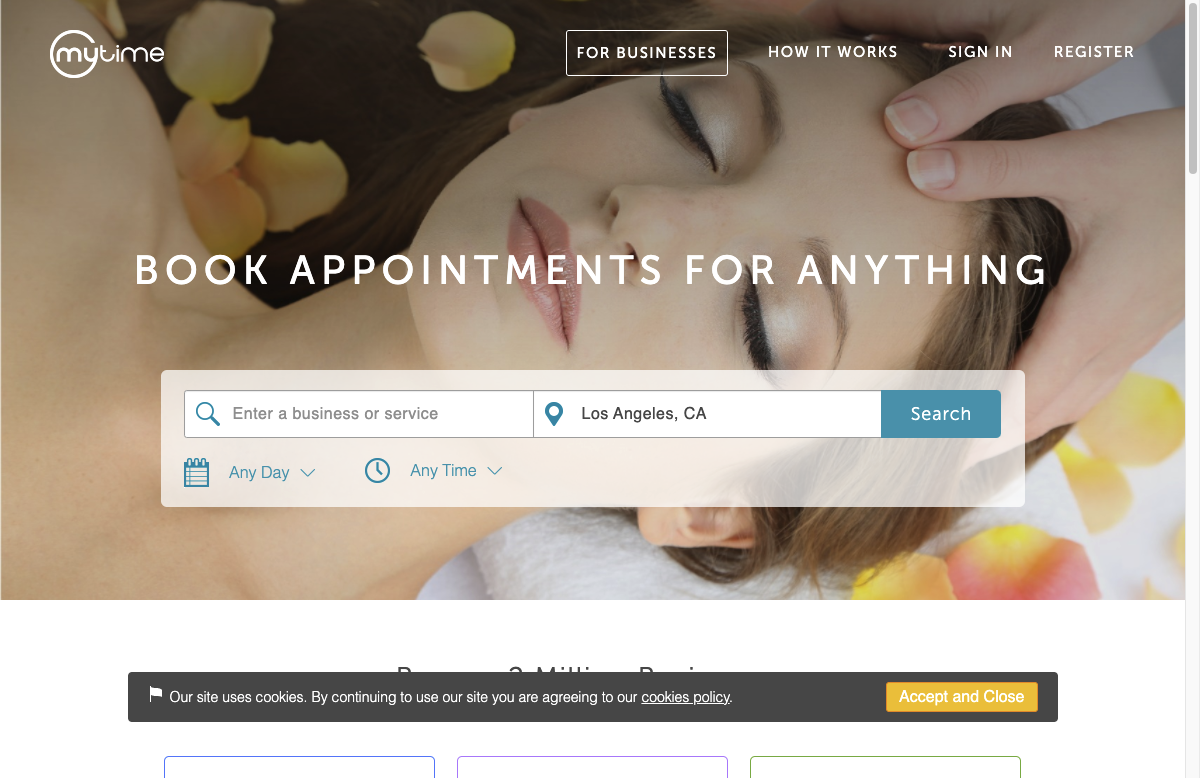 mytime
FOR BUSINESSES
HOW IT WORKS
SIGN IN
REGISTER
BOOK APPOINTMENTS FOR ANYTHING
Enter a business or service
Los Angeles, CA
Search
Any Day
Any Time
Our site uses cookies. By continuing to use our site you are agreeing to our cookies policy.
Accept and Close